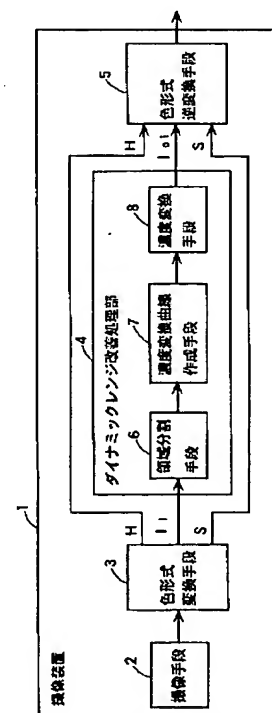 1
撮像装置
2
撮像手段
3
色形式
変換手段
H
I i
S
4
ダイナミックレンジ改善処理部
6
領域分割
手段
7
濃度変換曲線
作成手段
8
濃度変換
手段
H
I o i
S
5
色形式
逆変換手段